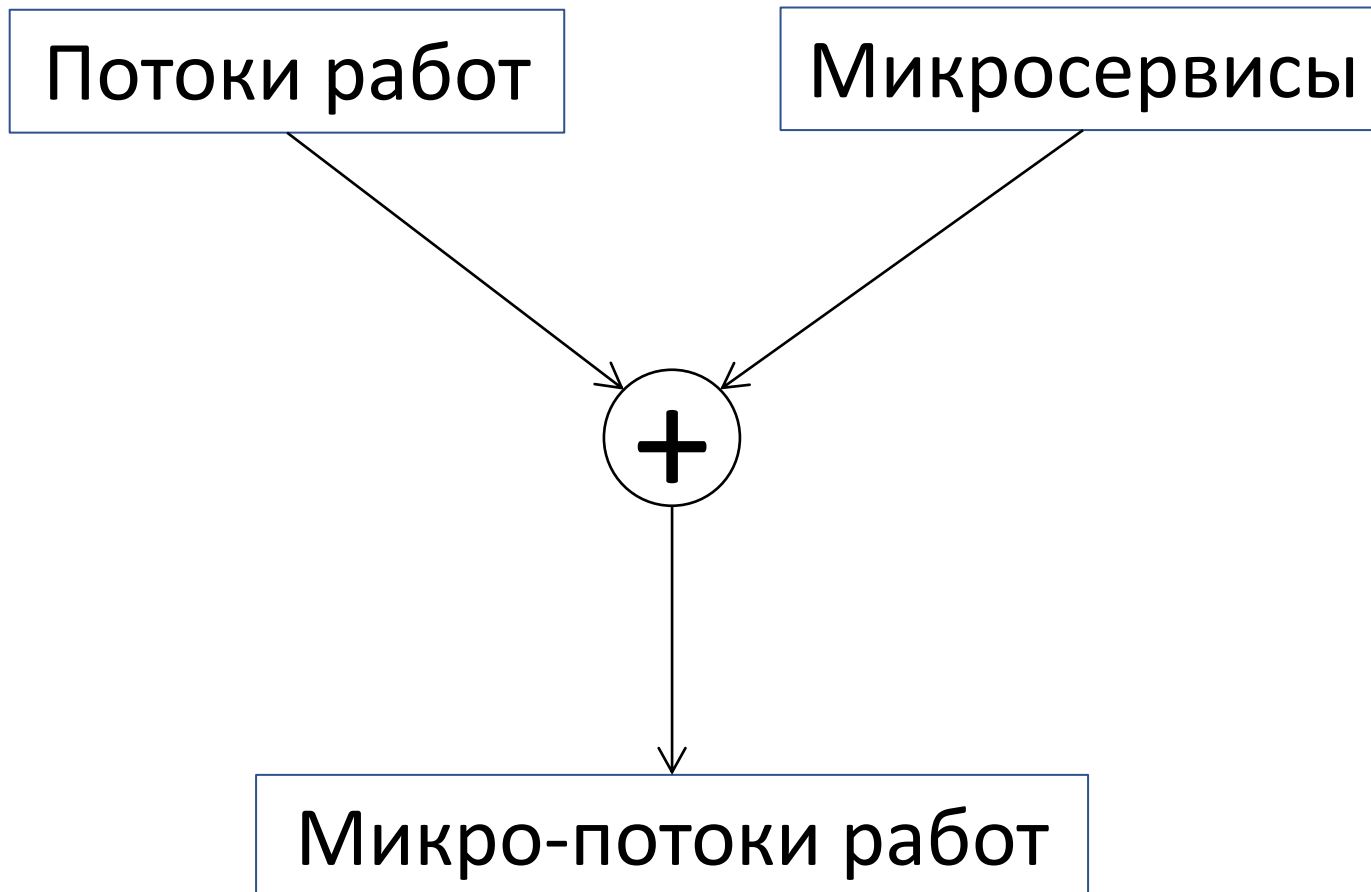 Потоки работ
Микросервисы
+
Микро-потоки работ